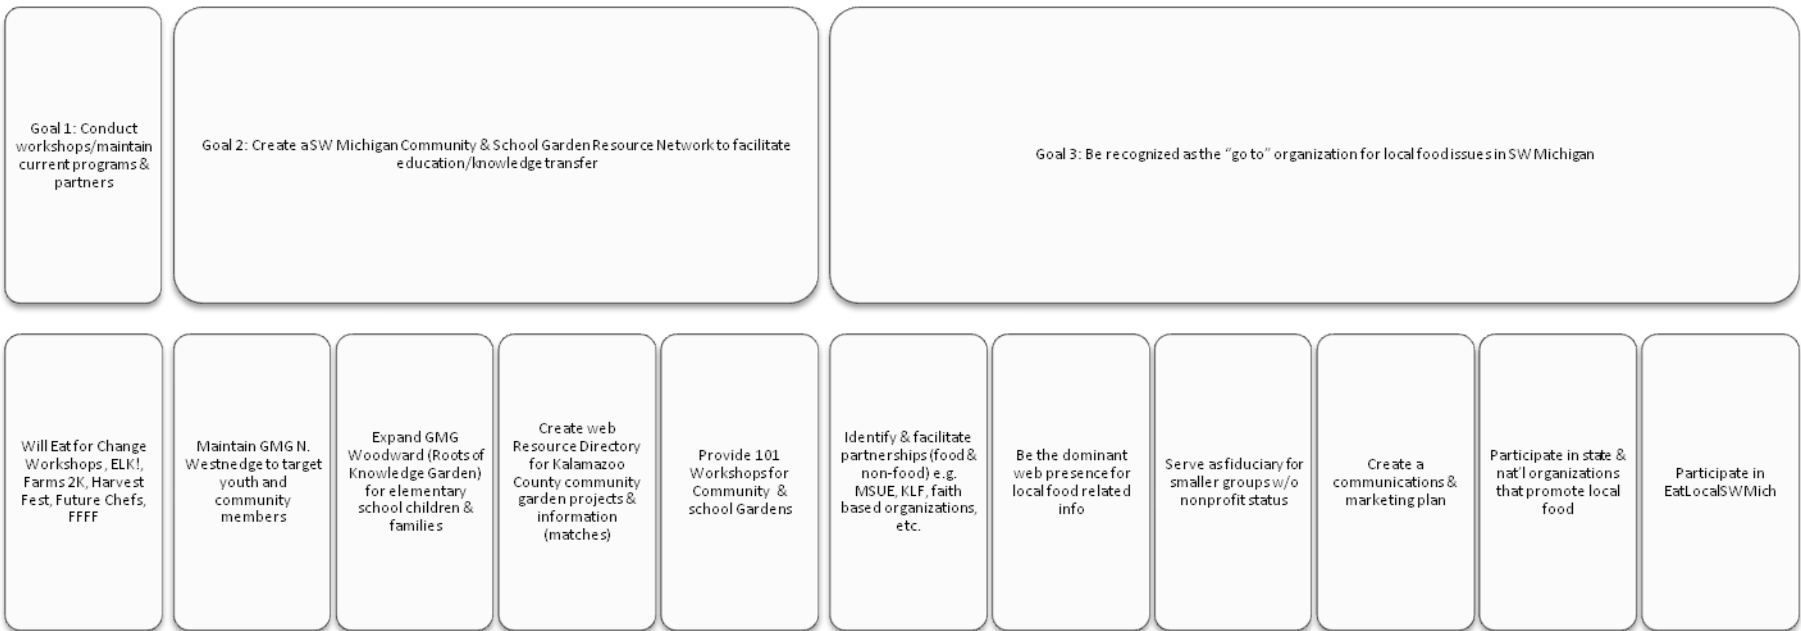 Goal 1: Conduct
workshops/maintain
current programs &
partners
Goal 2: Create a SW Michigan Community & School Garden Resource Network to facilitate
education/knowledge transfer
Goal 3: Be recognized as the “go to” organization for local food issues in SW Michigan
Will Eat for Change
Workshops, ELK!,
Farms 2K, Harvest
Fest, Future Chefs,
FFFF
Maintain GMG N.
Westnedge to target
youth and
community
members
Expand GMG
Woodward (Roots of
Knowledge Garden)
for elementary
school children &
families
Create web
Resource Directory
for Kalamazoo
County community
garden projects &
information
(matches)
Provide 101
Workshops for
Community &
school Gardens
Identify & facilitate
partnerships (food &
non-food) e.g.
MSUE, KLF, faith
based organizations,
etc.
Be the dominant
web presence for
local food related
info
Serve as fiduciary for
smaller groups w/o
nonprofit status
Create a
communications &
marketing plan
Participate in state &
nat'l organizations
that promote local
food
Participate in
EatLocalSWMich